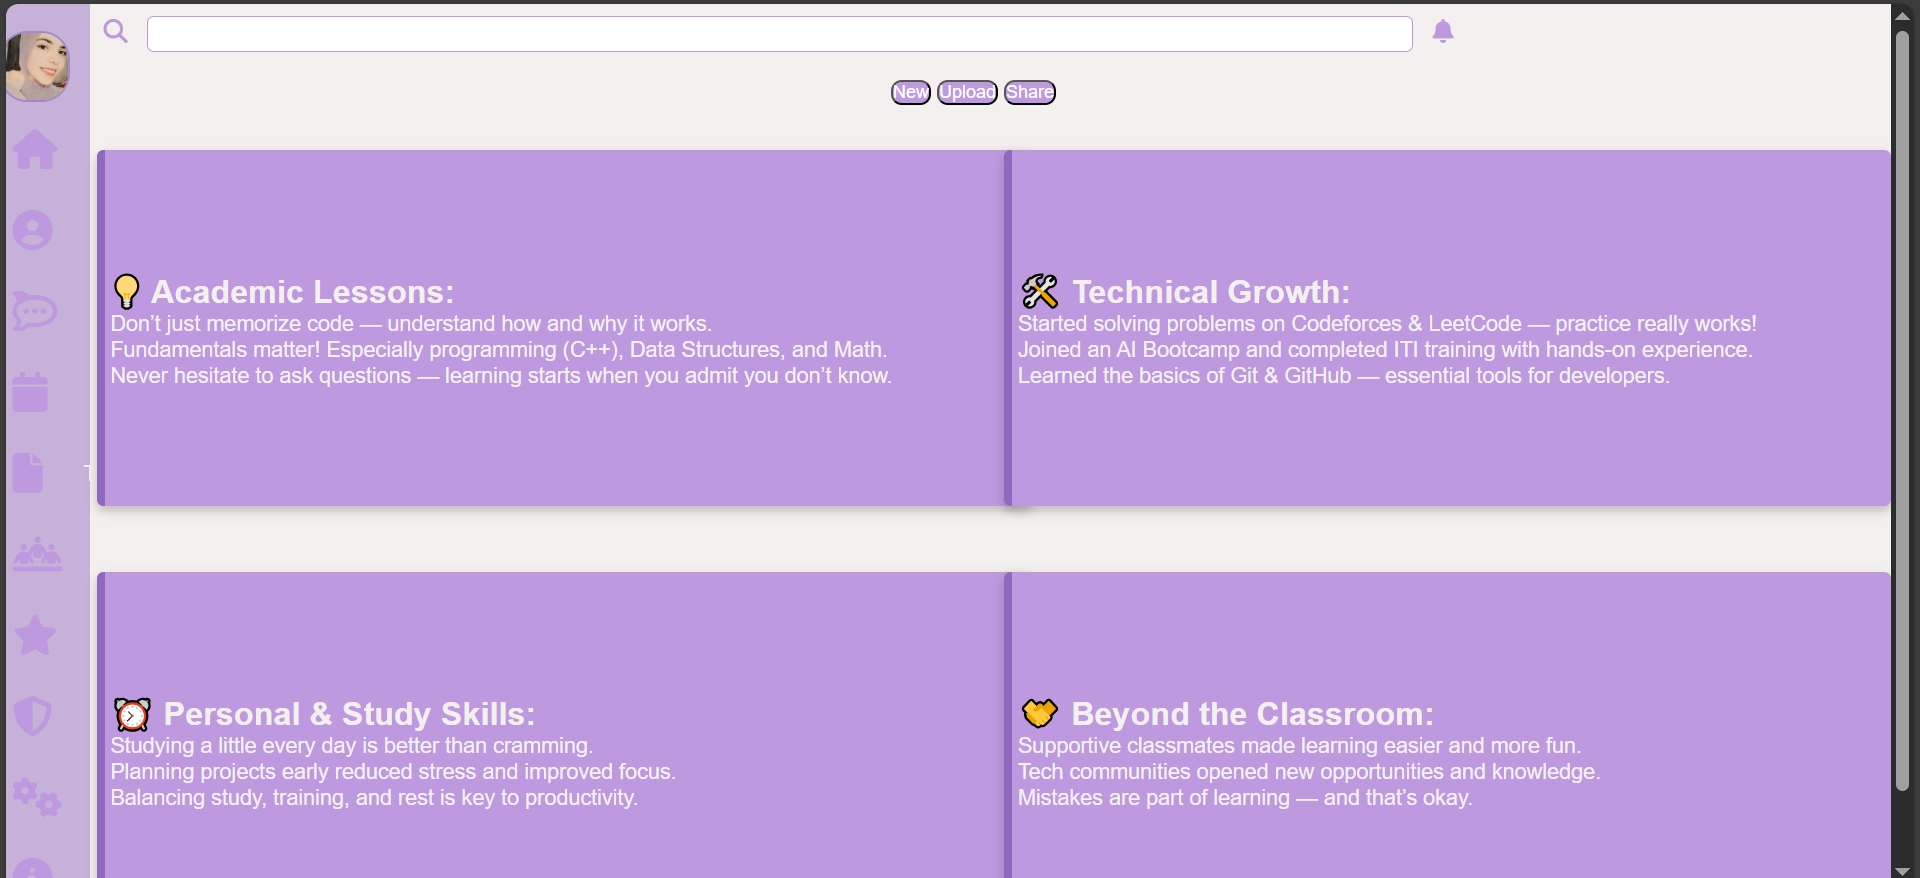 New Upload Share
💡 Academic Lessons:
Don’t just memorize code — understand how and why it works.
Fundamentals matter! Especially programming (C++), Data Structures, and Math.
Never hesitate to ask questions — learning starts when you admit you don’t know.
🛠 Technical Growth:
Started solving problems on Codeforces & LeetCode — practice really works!
Joined an AI Bootcamp and completed ITI training with hands-on experience.
Learned the basics of Git & GitHub — essential tools for developers.
⏰ Personal & Study Skills:
Studying a little every day is better than cramming.
Planning projects early reduced stress and improved focus.
Balancing study, training, and rest is key to productivity.
🤝 Beyond the Classroom:
Supportive classmates made learning easier and more fun.
Tech communities opened new opportunities and knowledge.
Mistakes are part of learning — and that’s okay.